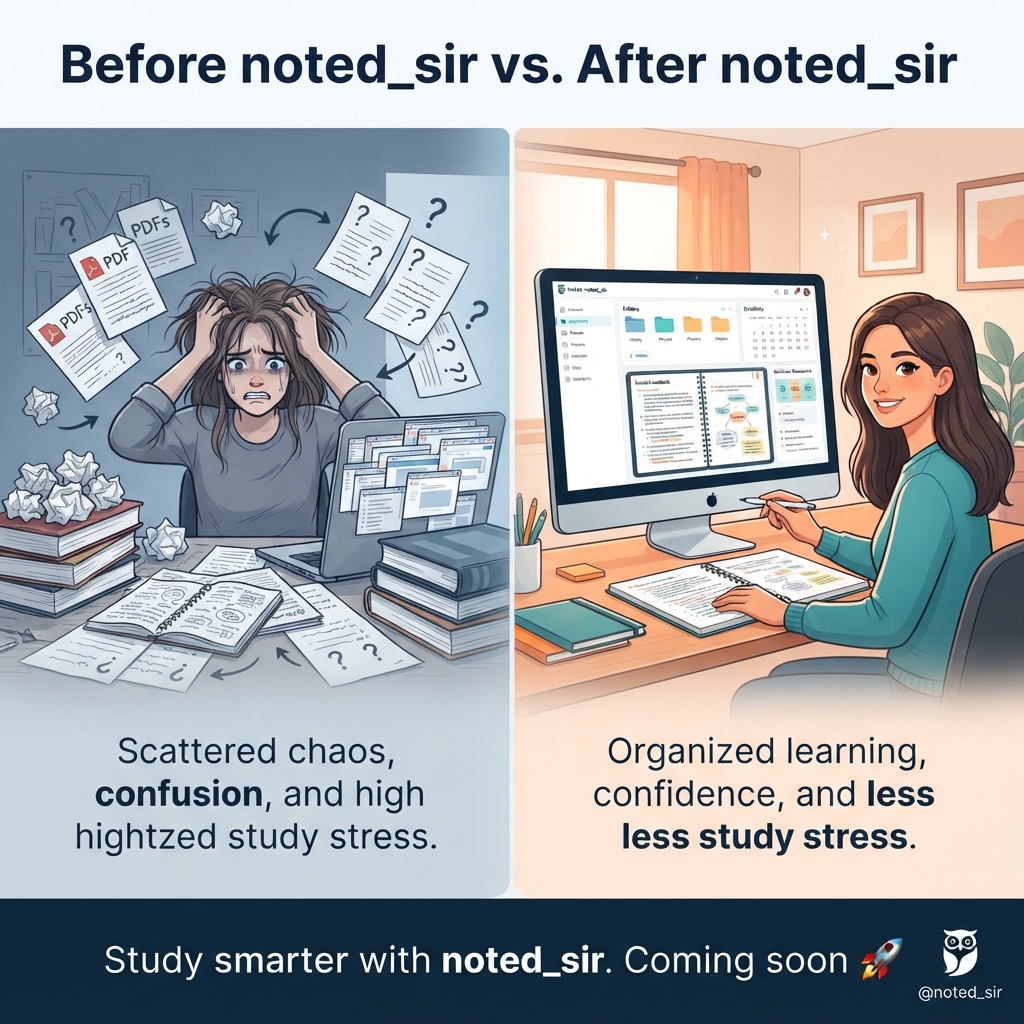 Before noted_sir vs. After noted_sir
?
PDFs
PDF
PDFs
?
?
?
?
?
?
?
?
?
?
?
?
Library
Scattered chaos,
confusion, and high
hightzed study stress.
Organized learning,
confidence, and less
less study stress.
Study smarter with noted_sir. Coming soon 🚀
@noted_sir